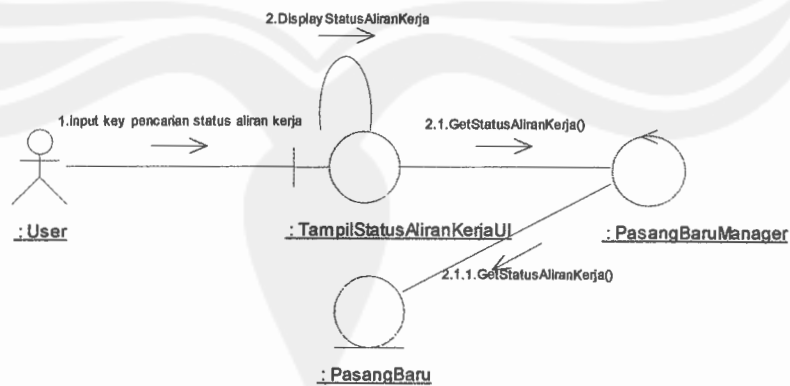 2.Display StatusAliranKerja
1.Input key pencarian status aliran kerja
2.1.GetStatusAliranKerja()
: User
: TampilStatusAliranKerjaUI
: PasangBaruManager
2.1.1.GetStatusAliranKerja()
: PasangBaru